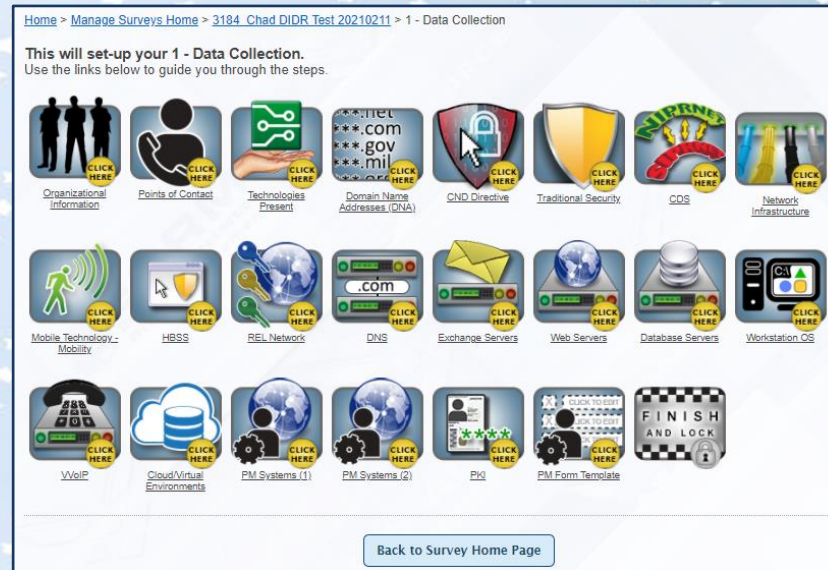 Home > Manage Surveys Home > 3184_Chad DIDR Test 20210211 > 1 - Data Collection
This will set-up your 1 - Data Collection.
Use the links below to guide you through the steps.
CLICK HERE
Organizational
Information
CLICK HERE
Points of Contact
CLICK HERE
Technologies
Present
***.net
***.com
***.gov
***.mil
***.org
CLICK HERE
Domain Name
Addresses (DNA)
CLICK HERE
CND Directive
CLICK HERE
Traditional Security
NIPRNET
SIPRNET
CLICK HERE
CDS
CLICK HERE
Network
Infrastructure
CLICK HERE
Mobile Technology -
Mobility
CLICK HERE
HBSS
CLICK HERE
REL Network
.com
CLICK HERE
DNS
CLICK HERE
Exchange Servers
CLICK HERE
Web Servers
CLICK HERE
Database Servers
C:\
CLICK HERE
Workstation OS
CLICK HERE
VVoIP
CLICK HERE
Cloud/Virtual
Environments
CLICK HERE
PM Systems (1)
CLICK HERE
PM Systems (2)
****
CLICK HERE
PKI
CLICK TO EDIT
CLICK TO EDIT
CLICK HERE
PM Form Template
FINISH
AND LOCK
Back to Survey Home Page